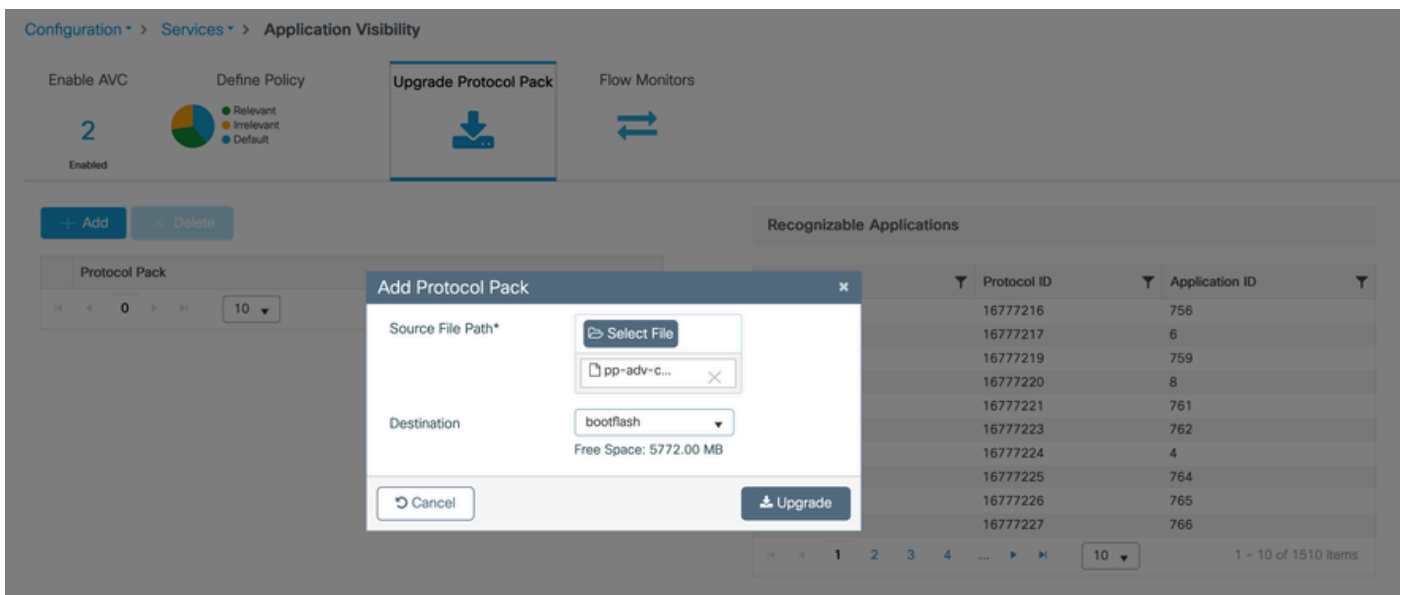 Configuration > Services > Application Visibility
Enable AVC
2
Enabled
Define Policy
Relevant
Irrelevant
Default
Upgrade Protocol Pack
Flow Monitors
+ Add
× Delete
Protocol Pack
0
10
Add Protocol Pack
Source File Path*
Select File
pp-adv-c...
Destination
bootflash
Free Space: 5772.00 MB
Cancel
Upgrade
Recognizable Applications
Protocol ID Application ID
16777216 756
16777217 6
16777219 759
16777220 8
16777221 761
16777223 762
16777224 4
16777225 764
16777226 765
16777227 766
1 2 3 4 ... 10 1 - 10 of 1510 items